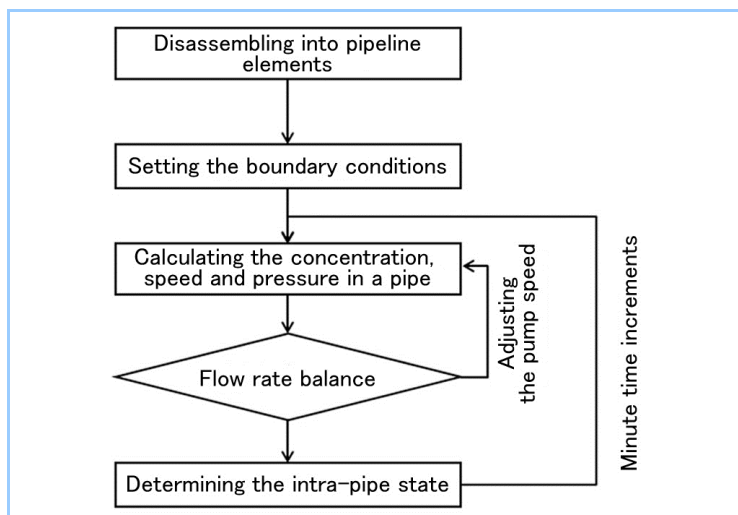 Disassembling into pipeline
elements
Setting the boundary conditions
Calculating the concentration,
speed and pressure in a pipe
Adjusting
the pump speed
Flow rate balance
Minute time increments
Determining the intra-pipe state